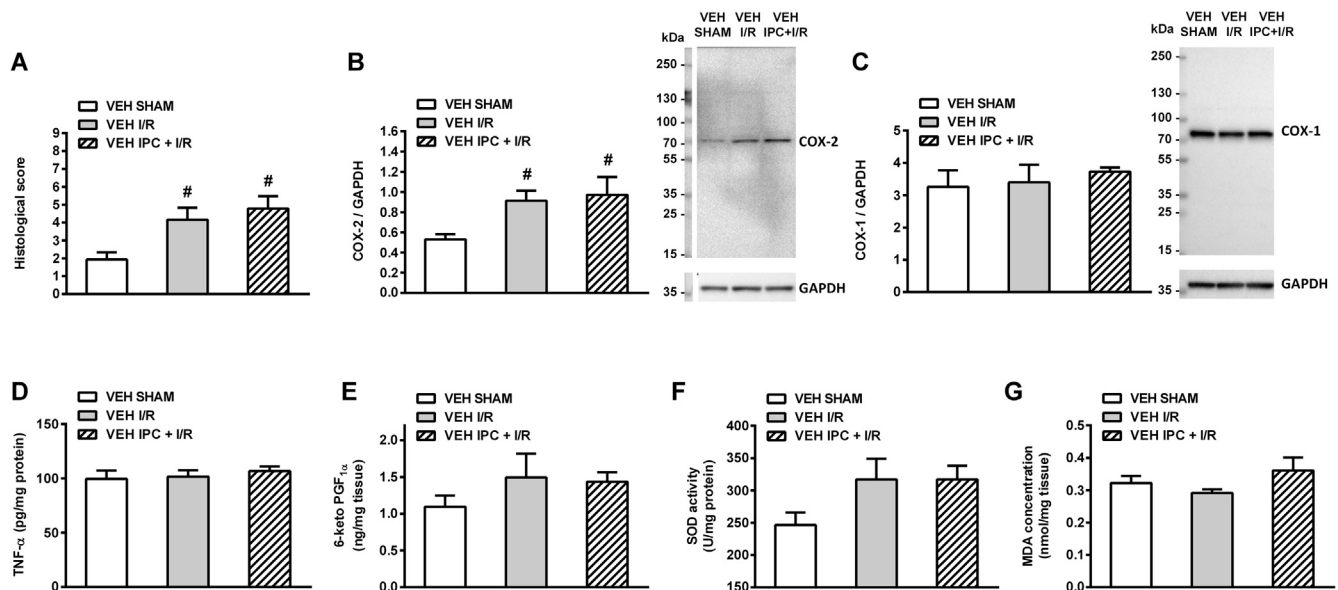 A
VEH SHAM
VEH I/R
VEH IPC + I/R
Histological score
9
8
7
6
5
4
3
2
1
0
#
#
B
VEH SHAM
VEH I/R
VEH IPC + I/R
COX-2 / GAPDH
1.6
1.4
1.2
1.0
0.8
0.6
0.4
0.2
0.0
#
#
VEH VEH VEH
kDa SHAM I/R IPC+I/R
250
130
100
70
55
35
25
15
35
COX-2
GAPDH
C
VEH SHAM
VEH I/R
VEH IPC + I/R
COX-1 / GAPDH
5
4
3
2
1
0
VEH VEH VEH
kDa SHAM I/R IPC+I/R
250
130
100
70
55
35
25
15
35
COX-1
GAPDH
D
VEH SHAM
VEH I/R
VEH IPC + I/R
TNF-α (pg/mg protein)
150
100
50
0
E
VEH SHAM
VEH I/R
VEH IPC + I/R
6-keto PGF1α
(ng/mg tissue)
2.0
1.5
1.0
0.5
0.0
F
VEH SHAM
VEH I/R
VEH IPC + I/R
SOD activity
(U/mg protein)
400
350
300
250
200
150
G
VEH SHAM
VEH I/R
VEH IPC + I/R
MDA concentration
(nmol/mg tissue)
0.5
0.4
0.3
0.2
0.1
0.0